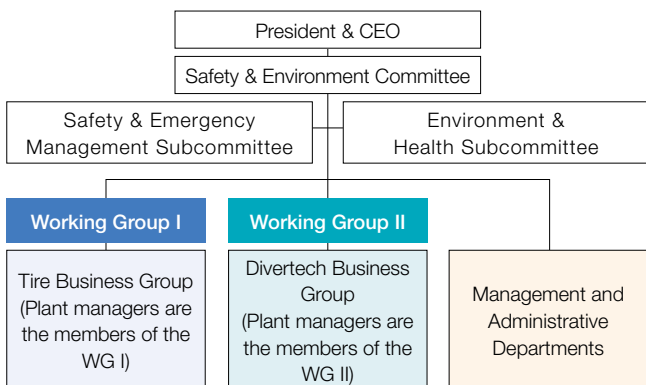 President & CEO
Safety & Environment Committee
Safety & Emergency
Management Subcommittee
Environment &
Health Subcommittee
Working Group I
Tire Business Group
(Plant managers are
the members of the
WG I)
Working Group II
Divertech Business
Group
(Plant managers are
the members of the
WG II)
Management and
Administrative
Departments